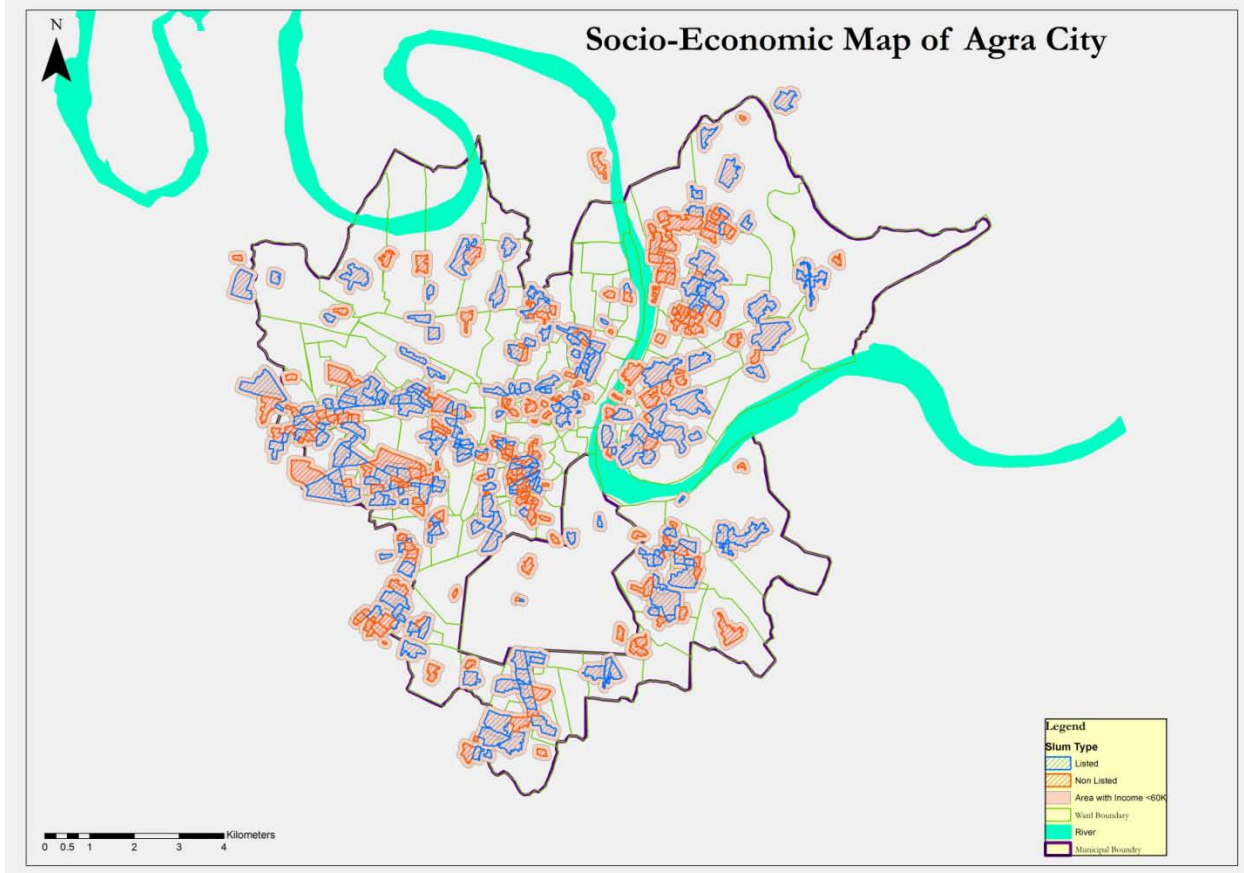 N
Socio-Economic Map of Agra City
Legend
Slum Type
Listed
Non Listed
Area with Income <60K
Ward Boundary
River
Municipal Boundry
Kilometers
0 0.5 1 2 3 4